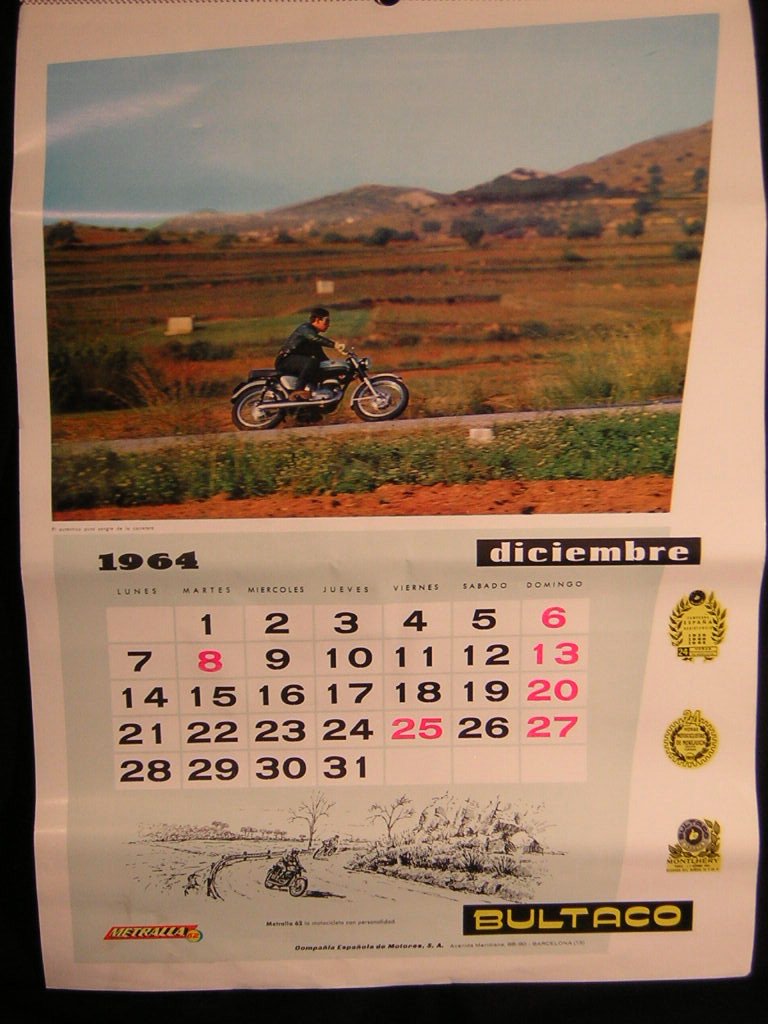 El autentico pura sangre de la carretera
1964 diciembre
LUNES MARTES MIERCOLES JUEVES VIERNES SABADO DOMINGO
1 2 3 4 5 6
7 8 9 10 11 12 13
14 15 16 17 18 19 20
21 22 23 24 25 26 27
28 29 30 31
ESPAÑA
24
24
HORAS
MONTLHERY
METRALLA 62
Metralla 62 la motocicleta con personalidad.
BULTACO
Compañia Española de Motores, S. A. Avenida Meridiana, 88-90 - BARCELONA (13)